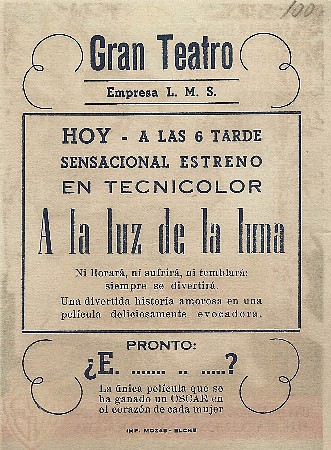 100
Gran Teatro
Empresa L. M. S.
HOY - A LAS 6 TARDE
SENSACIONAL ESTRENO
EN TECNICOLOR
A la luz de la luna
Ni llorará, ni sufrirá, ni temblará:
siempre se divertirá.
Una divertida historia amorosa en una
película deliciosamente evocadora.
PRONTO:
¿E. ....... .. .....?
La única película que se
ha ganado un OSCAR en
el corazón de cada mujer
IMP. MOZAS - ELCHE